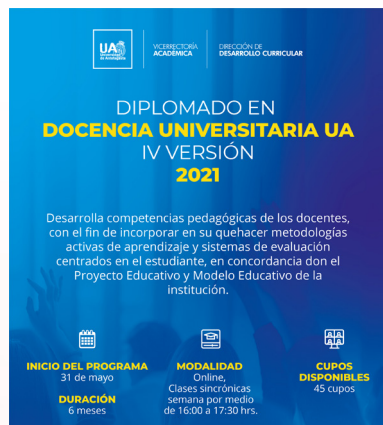 UA
Universidad de Antofagasta
VICERRECTORÍA
ACADÉMICA
DIRECCIÓN DE
DESARROLLO CURRICULAR
DIPLOMADO EN
DOCENCIA UNIVERSITARIA UA
IV VERSIÓN
2021
Desarrolla competencias pedagógicas de los docentes,
con el fin de incorporar en su quehacer metodologías
activas de aprendizaje y sistemas de evaluación
centrados en el estudiante, en concordancia don el
Proyecto Educativo y Modelo Educativo de la
institución.
INICIO DEL PROGRAMA
31 de mayo
DURACIÓN
6 meses
MODALIDAD
Online,
Clases sincrónicas
semana por medio
de 16:00 a 17:30 hrs.
CUPOS
DISPONIBLES
45 cupos